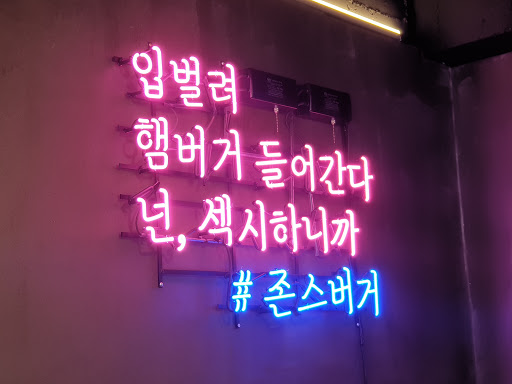 입벌려
햄버거 들어간다
넌, 섹시하니까
# 존스버거